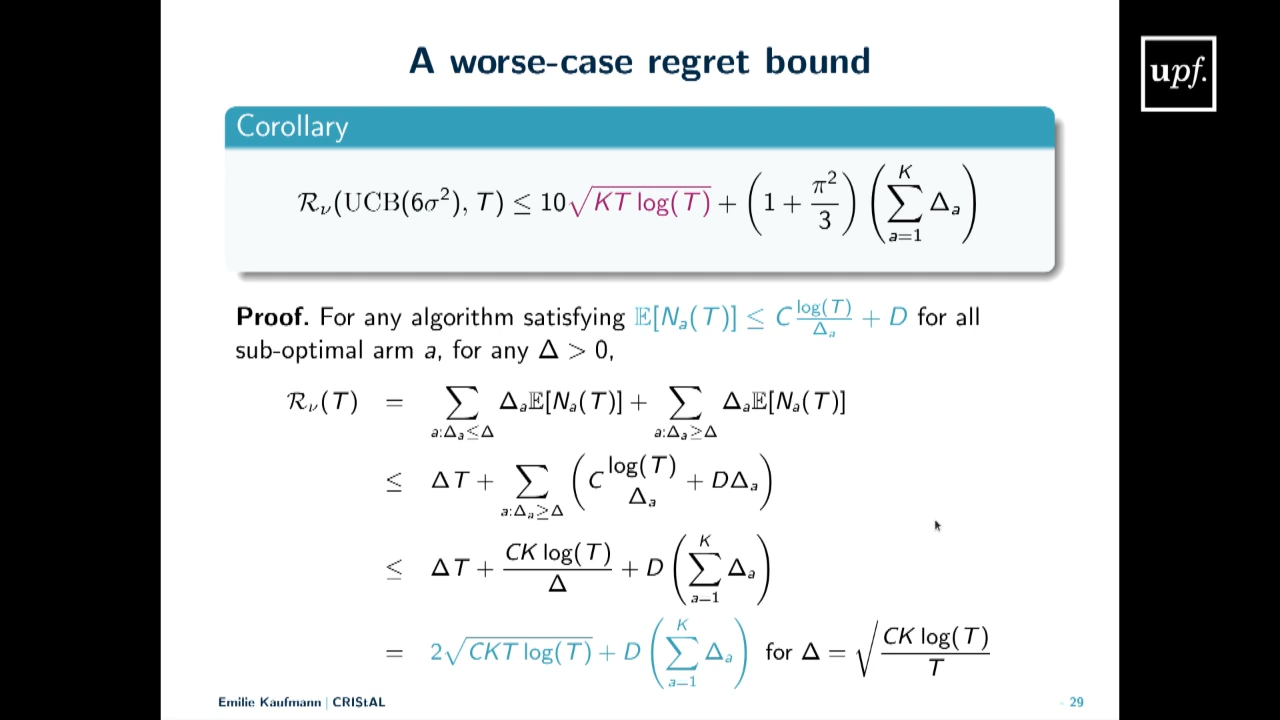 A worse-case regret bound
upf.
Corollary
ℛ_ν(UCB(6σ²), T) ≤ 10√(KT log(T)) + (1 + π²/3) (∑_{a=1}^{K} Δ_a)
Proof. For any algorithm satisfying 𝔼[N_a(T)] ≤ C log(T)/Δ_a + D for all
sub-optimal arm a, for any Δ > 0,
ℛ_ν(T) = ∑_{a:Δ_a≤Δ} Δ_a𝔼[N_a(T)] + ∑_{a:Δ_a≥Δ} Δ_a𝔼[N_a(T)]
≤ ΔT + ∑_{a:Δ_a≥Δ} (C log(T)/Δ_a + DΔ_a)
≤ ΔT + CK log(T)/Δ + D (∑_{a=1}^{K} Δ_a)
= 2√(CKT log(T)) + D (∑_{a=1}^{K} Δ_a) for Δ = √(CK log(T)/T)
Emilie Kaufmann | CRIStAL
- 29